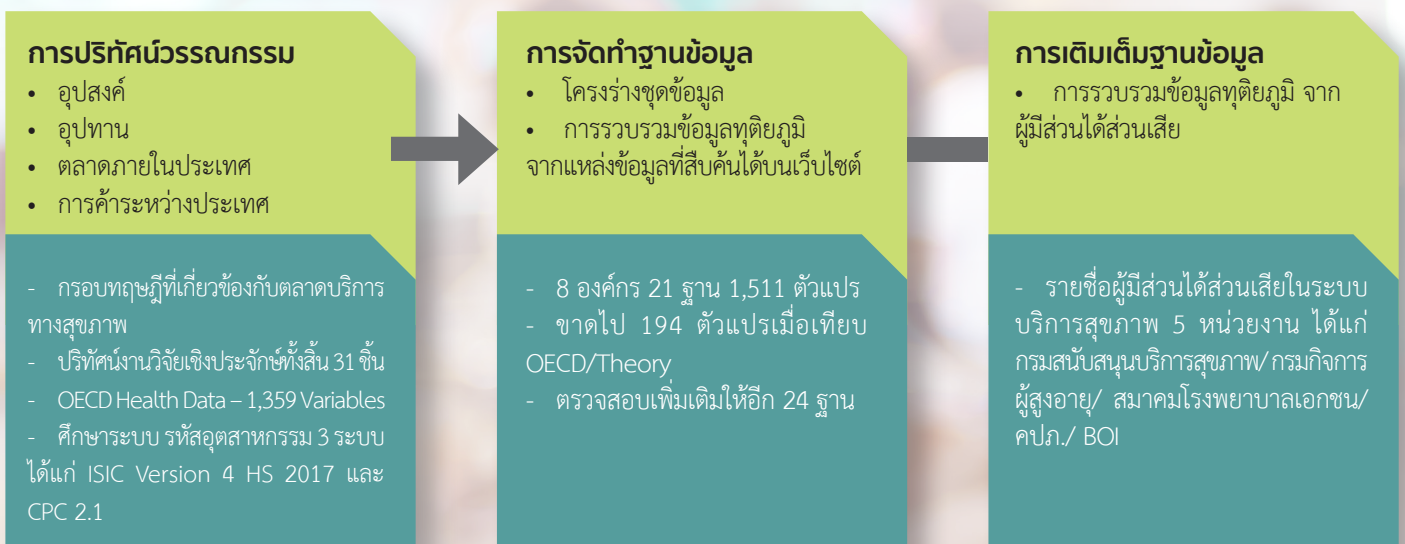 การปริทัศน์วรรณกรรม
• อุปสงค์
• อุปทาน
• ตลาดภายในประเทศ
• การค้าระหว่างประเทศ
- กรอบทฤษฎีที่เกี่ยวข้องกับตลาดบริการ
ทางสุขภาพ
- ปริทัศน์งานวิจัยเชิงประจักษ์ทั้งสิ้น 31 ชิ้น
- OECD Health Data – 1,359 Variables
- ศึกษาระบบ รหัสอุตสาหกรรม 3 ระบบ
ได้แก่ ISIC Version 4 HS 2017 และ
CPC 2.1
การจัดทำฐานข้อมูล
• โครงร่างชุดข้อมูล
• การรวบรวมข้อมูลทุติยภูมิ
จากแหล่งข้อมูลที่สืบค้นได้บนเว็บไซต์
- 8 องค์กร 21 ฐาน 1,511 ตัวแปร
- ขาดไป 194 ตัวแปรเมื่อเทียบ
OECD/Theory
- ตรวจสอบเพิ่มเติมให้อีก 24 ฐาน
การเติมเต็มฐานข้อมูล
• การรวบรวมข้อมูลทุติยภูมิ จาก
ผู้มีส่วนได้ส่วนเสีย
- รายชื่อผู้มีส่วนได้ส่วนเสียในระบบ
บริการสุขภาพ 5 หน่วยงาน ได้แก่
กรมสนับสนุนบริการสุขภาพ/ กรมกิจการ
ผู้สูงอายุ/ สมาคมโรงพยาบาลเอกชน/
คปภ./ BOI